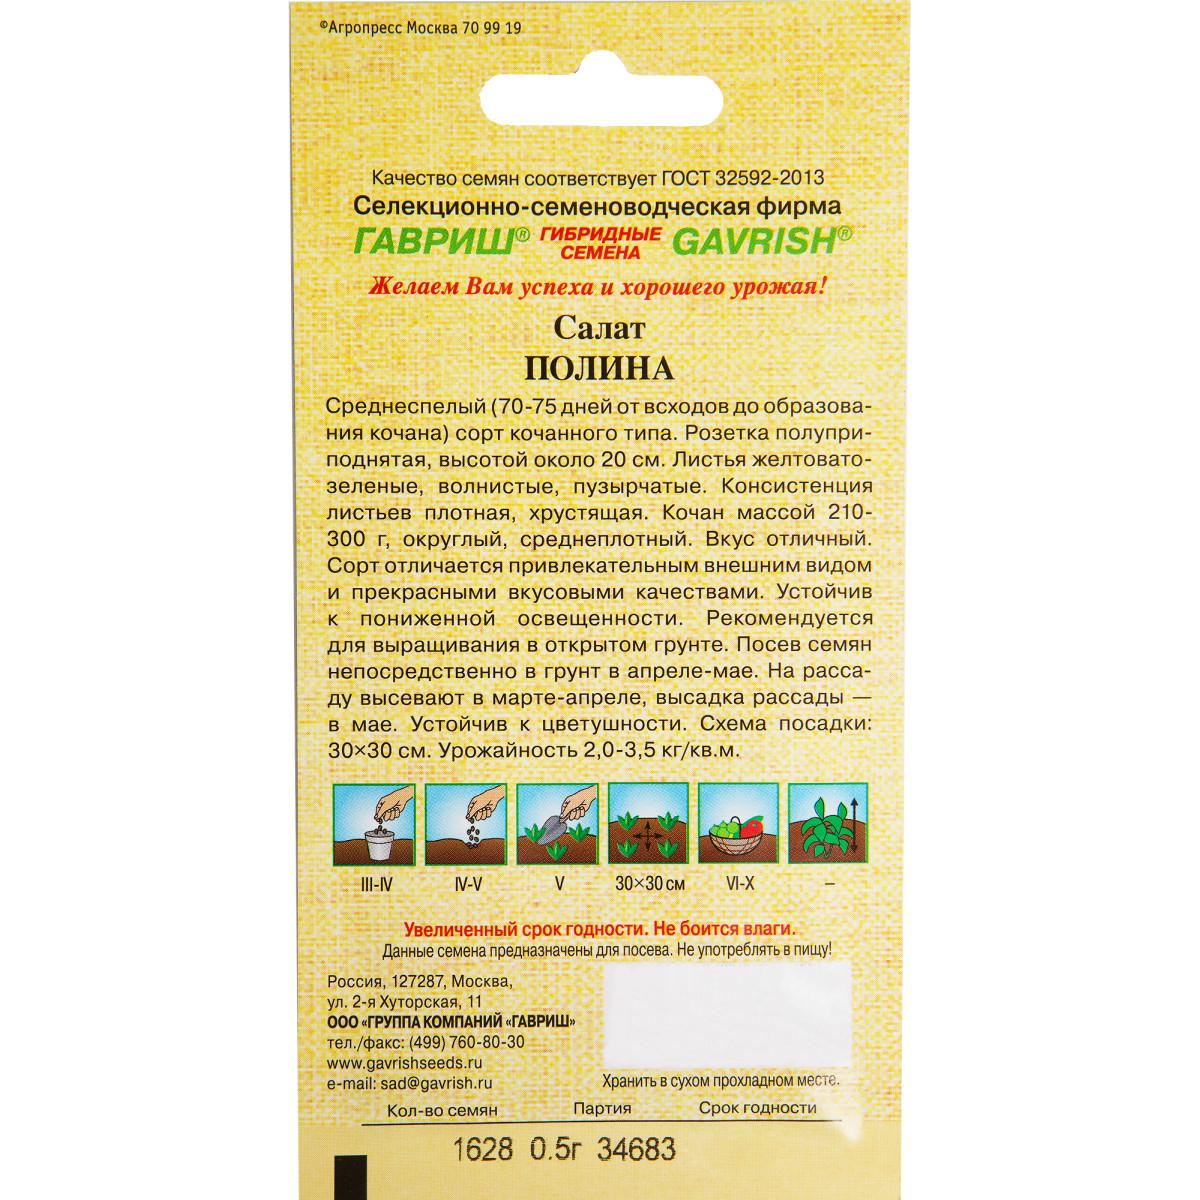 ©Агропресс Москва 70 99 19
Качество семян соответствует ГОСТ 32592-2013
Селекционно-семеноводческая фирма
ГАВРИШ® ГИБРИДНЫЕ СЕМЕНА GAVRISH®
Желаем Вам успеха и хорошего урожая!
Салат
ПОЛИНА
Среднеспелый (70-75 дней от всходов до образова-
ния кочана) сорт кочанного типа. Розетка полупри-
поднятая, высотой около 20 см. Листья желтовато-
зеленые, волнистые, пузырчатые. Консистенция
листьев плотная, хрустящая. Кочан массой 210-
300 г, округлый, среднеплотный. Вкус отличный.
Сорт отличается привлекательным внешним видом
и прекрасными вкусовыми качествами. Устойчив
к пониженной освещенности. Рекомендуется
для выращивания в открытом грунте. Посев семян
непосредственно в грунт в апреле-мае. На расса-
ду высевают в марте-апреле, высадка рассады —
в мае. Устойчив к цветушности. Схема посадки:
30×30 см. Урожайность 2,0-3,5 кг/кв.м.
III-IV IV-V V 30×30 см VI-X –
Увеличенный срок годности. Не боится влаги.
Данные семена предназначены для посева. Не употреблять в пищу!
Россия, 127287, Москва,
ул. 2-я Хуторская, 11
ООО «ГРУППА КОМПАНИЙ «ГАВРИШ»
тел./факс: (499) 760-80-30
www.gavrishseeds.ru
e-mail: sad@gavrish.ru
Хранить в сухом прохладном месте.
Кол-во семян Партия Срок годности
1628 0.5г 34683